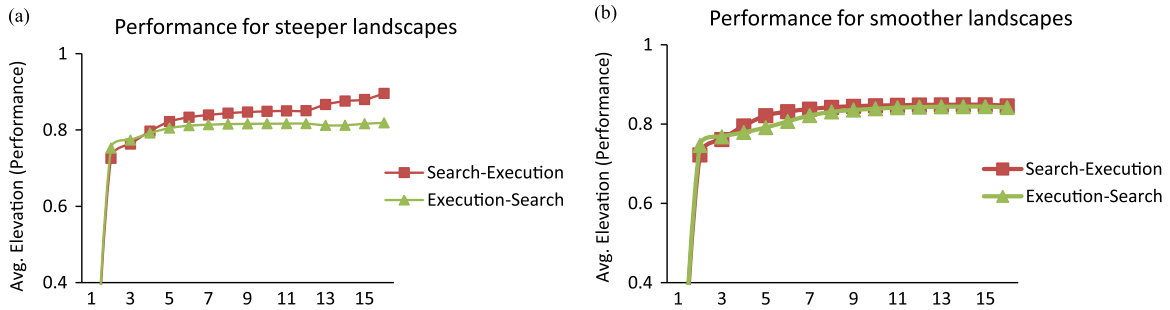 (a)
Performance for steeper landscapes
Avg. Elevation (Performance)
1
0.8
0.6
0.4
1 3 5 7 9 11 13 15
Search-Execution
Execution-Search
(b)
Performance for smoother landscapes
Avg. Elevation (Performance)
1
0.8
0.6
0.4
1 3 5 7 9 11 13 15
Search-Execution
Execution-Search